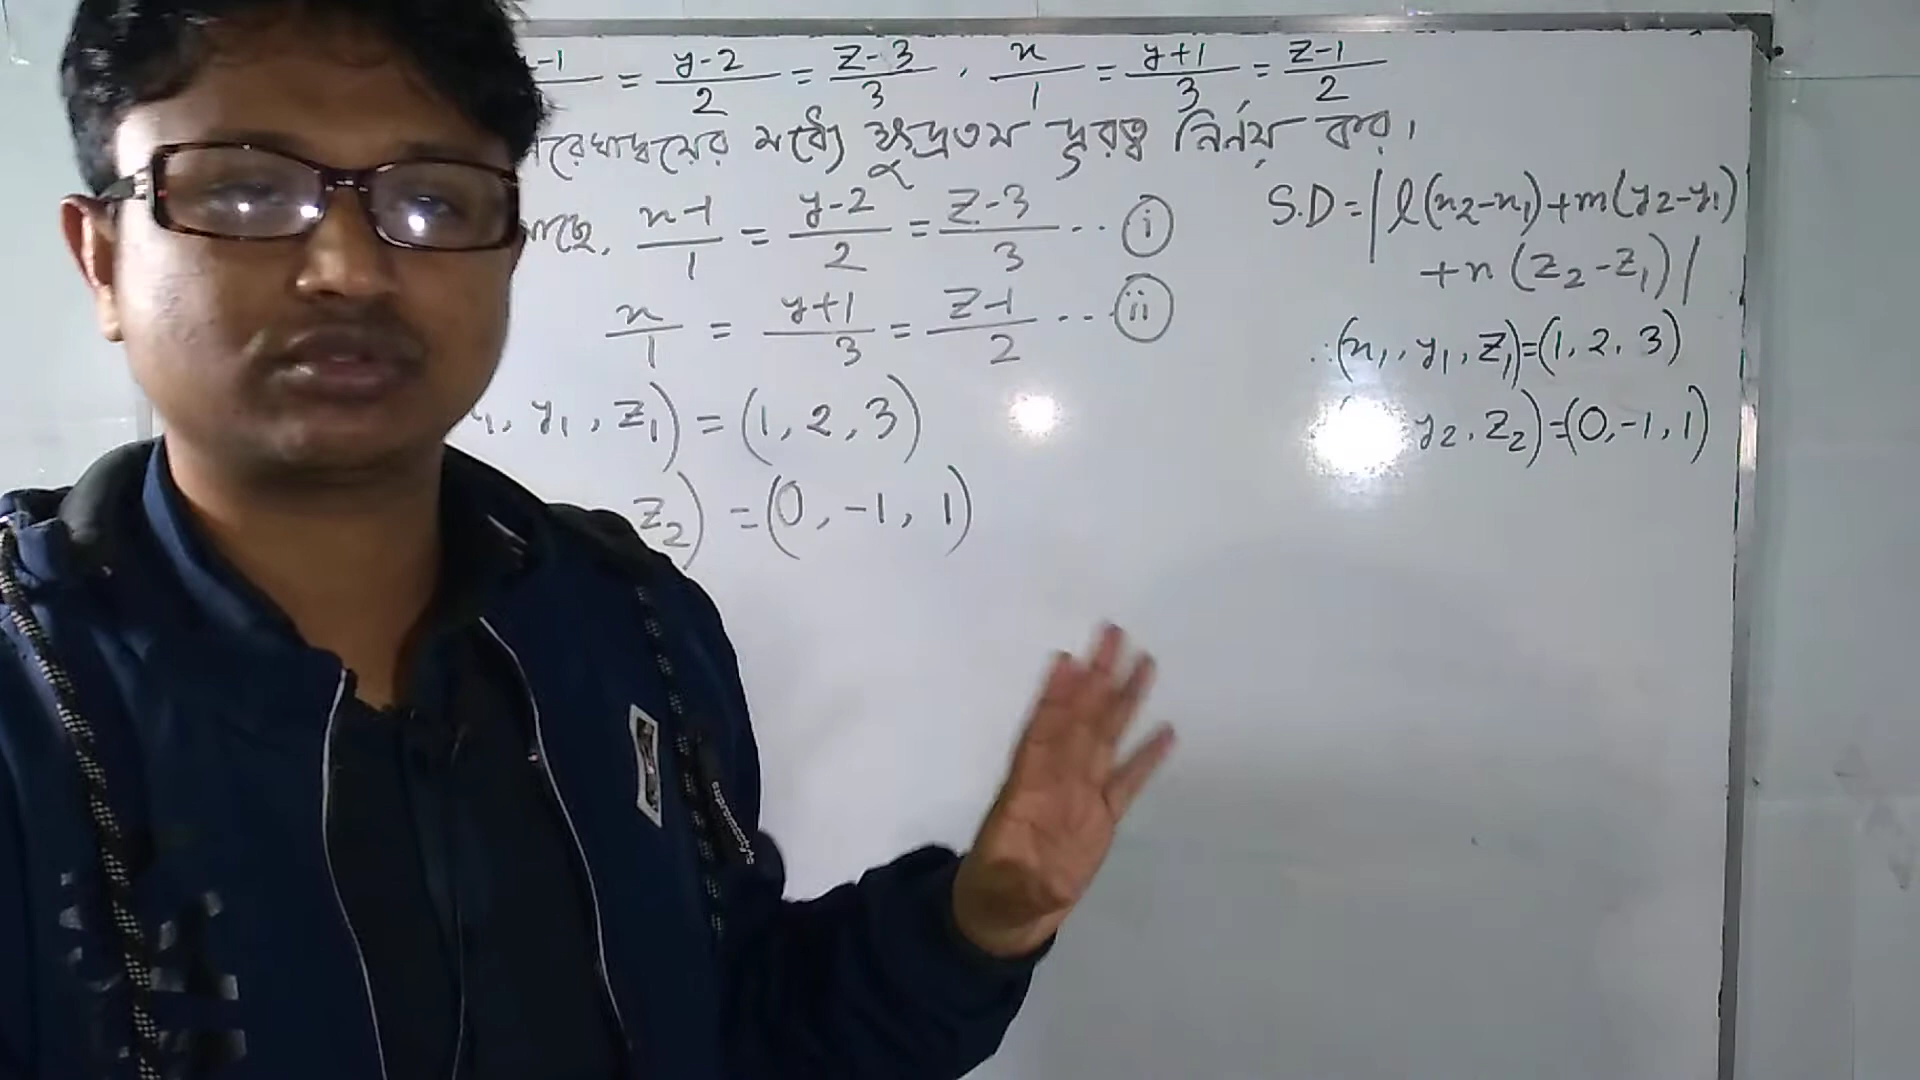 -1/ = y-2/2 = z-3/3 , x/1 = y+1/3 = z-1/2
রেখাদ্বয়ের মধ্যে ক্ষুদ্রতম দূরত্ব নির্ণয় কর।
x-1/1 = y-2/2 = z-3/3 ... (i)
x/1 = y+1/3 = z-1/2 ... (ii)
, y₁, z₁) = (1, 2, 3)
z₂) = (0, -1, 1)
S.D = | l(x₂-x₁)+m(y₂-y₁)
+n(z₂-z₁) |
∴ (x₁, y₁, z₁)=(1, 2, 3)
y₂, z₂)=(0, -1, 1)